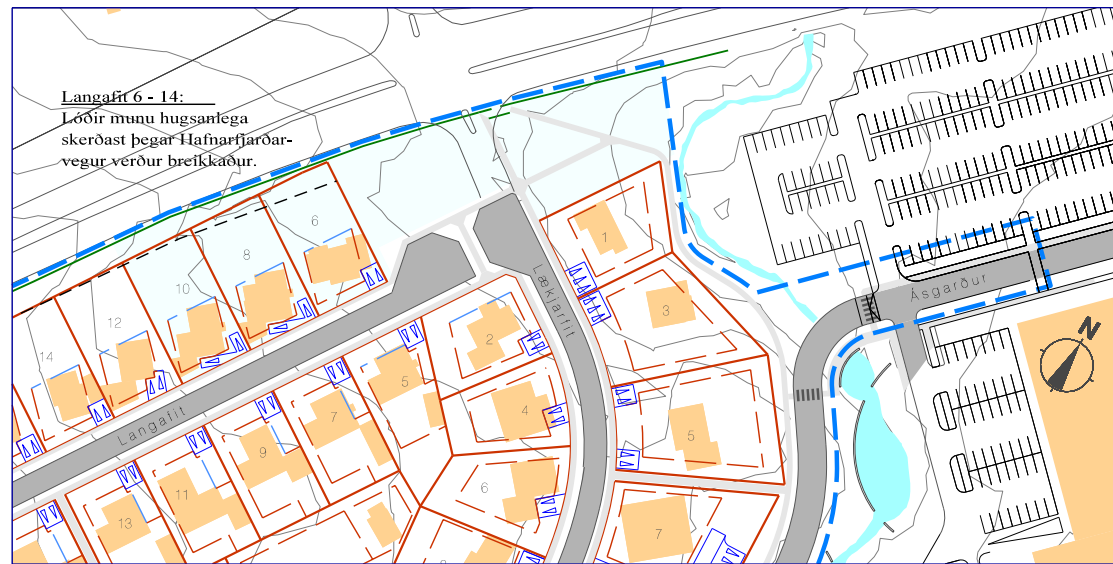 Langafit 6 - 14:
Lóðir munu hugsanlega
skerðast þegar Hafnarfjarðar-
vegur verður breikkaður.
6
8
10
12
14
1
3
5
7
2
4
6
5
7
9
11
13
Langafit
Lækjarfit
Ásgarður
N